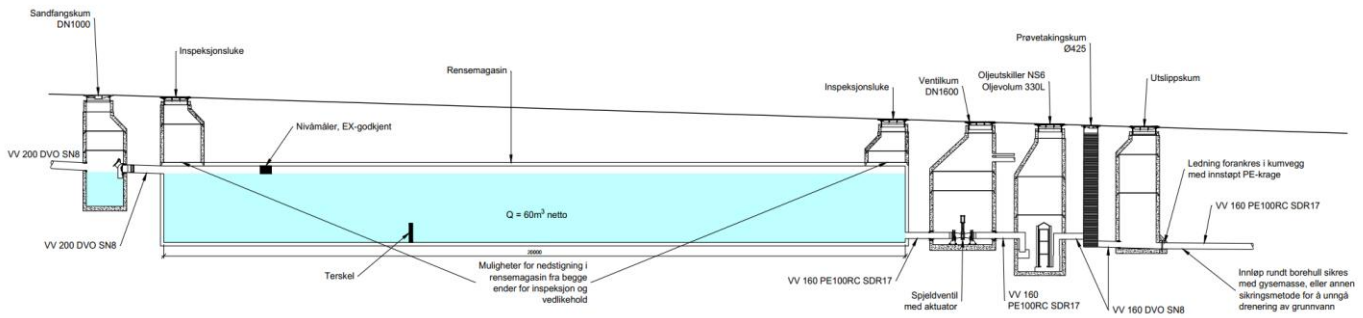 Sandfangskum
DN1000
Inspeksjonsluke
Rensemagasin
Inspeksjonsluke
Ventilkum
DN1600
Oljeutskiller NS6
Oljevolum 330L
Prøvetakingskum
Ø425
Utslippskum
Nivåmåler, EX-godkjent
VV 200 DVO SN8
VV 200 DVO SN8
Q = 60m³ netto
Terskel
30000
Muligheter for nedstigning i
rensemagasin fra begge
ender for inspeksjon og
vedlikehold
VV 160 PE100RC SDR17
Spjeldventil
med aktuator
VV 160
PE100RC SDR17
VV 160 DVO SN8
Ledning forankres i kumvegg
med innstøpt PE-krage
VV 160 PE100RC SDR17
Innløp rundt borehull sikres
med gysemasse, eller annen
sikringsmetode for å unngå
drenering av grunnvann